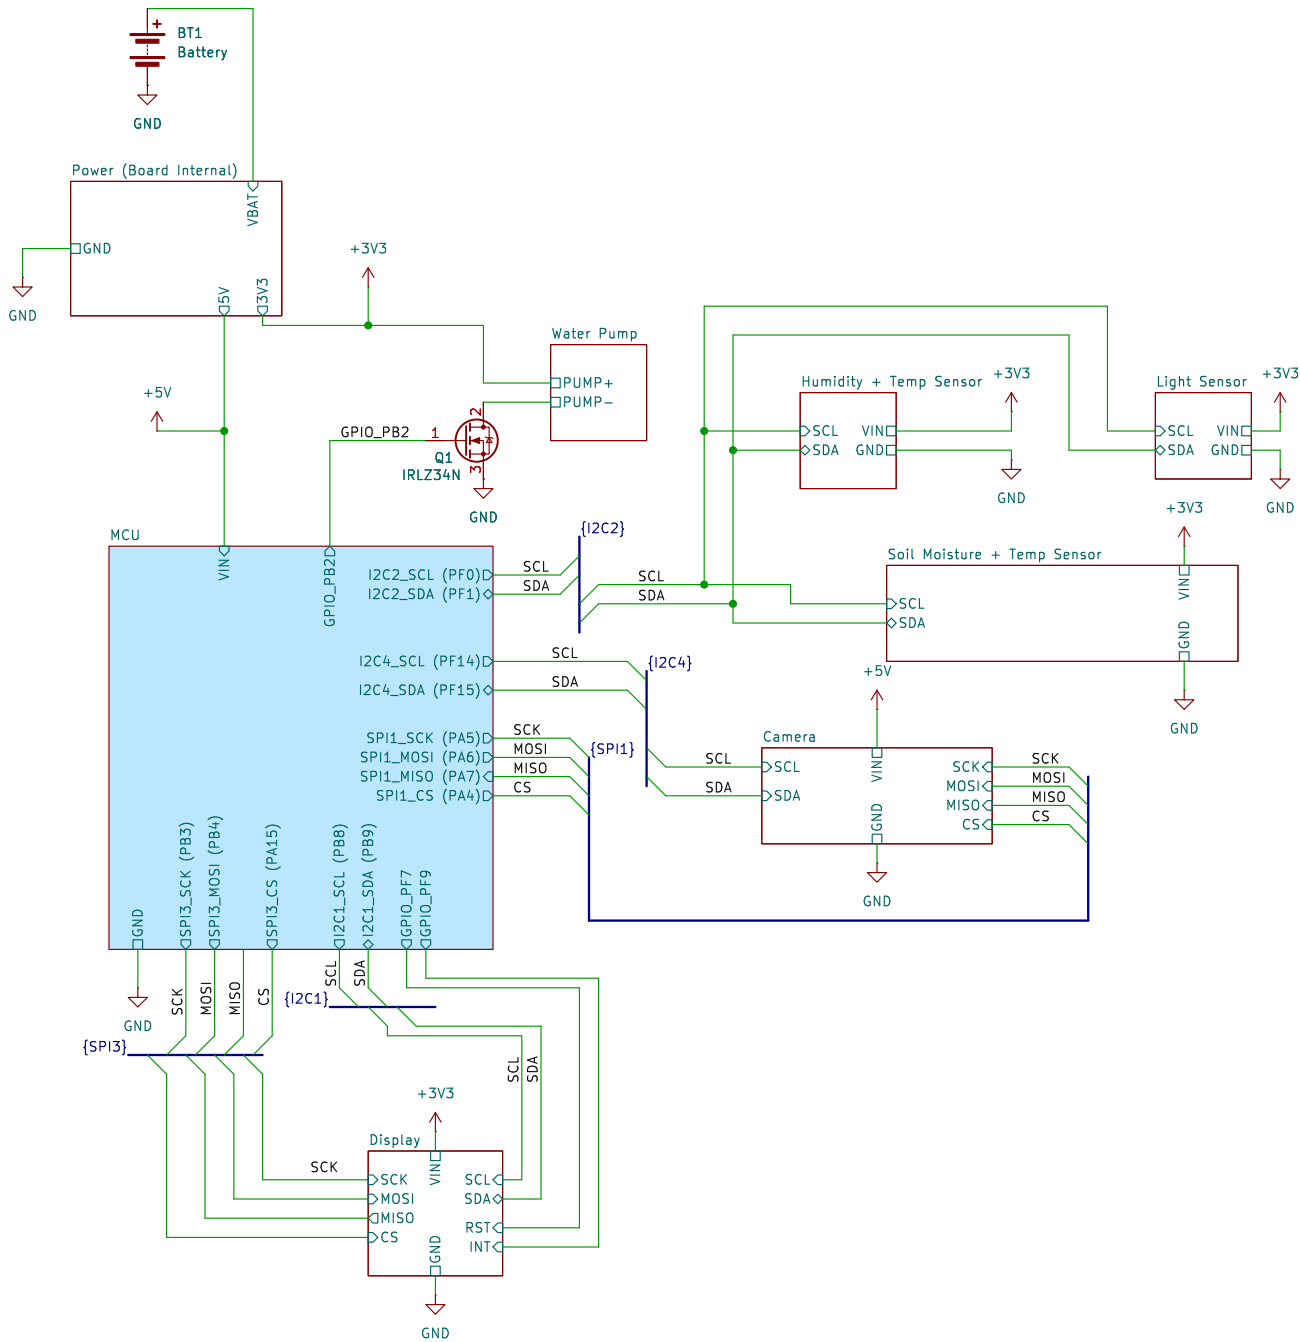 +
BT1
Battery
GND
Power (Board Internal)
VBAT
GND
5V
3V3
GND
+3V3
+5V
Water Pump
PUMP+
PUMP-
GPIO_PB2
1
2
3
Q1
IRLZ34N
GND
Humidity + Temp Sensor
+3V3
SCL
SDA
VIN
GND
GND
Light Sensor
+3V3
SCL
SDA
VIN
GND
GND
MCU
VIN
GPIO_PB2
I2C2_SCL (PF0)
I2C2_SDA (PF1)
I2C4_SCL (PF14)
I2C4_SDA (PF15)
SPI1_SCK (PA5)
SPI1_MOSI (PA6)
SPI1_MISO (PA7)
SPI1_CS (PA4)
GND
SPI3_SCK (PB3)
SPI3_MOSI (PB4)
SPI3_CS (PA15)
I2C1_SCL (PB8)
I2C1_SDA (PB9)
GPIO_PF7
GPIO_PF9
{I2C2}
SCL
SDA
SCL
SDA
Soil Moisture + Temp Sensor
+3V3
SCL
SDA
VIN
GND
GND
SCL
SDA
{I2C4}
SCK
MOSI
MISO
CS
{SPI1}
SCL
SDA
+5V
Camera
SCL
SDA
VIN
GND
SCK
MOSI
MISO
CS
GND
SCK
MOSI
MISO
CS
GND
SCK
MOSI
MISO
CS
{SPI3}
SCL
SDA
{I2C1}
SCL
SDA
+3V3
Display
SCK
SCK
MOSI
MISO
CS
VIN
GND
SCL
SDA
RST
INT
GND